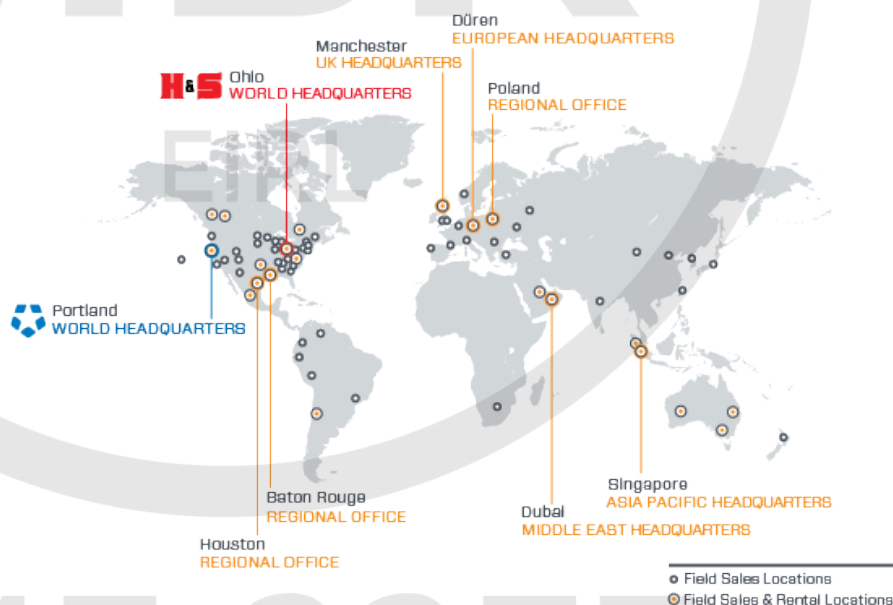 Düren
EUROPEAN HEADQUARTERS
Manchester
UK HEADQUARTERS
Poland
REGIONAL OFFICE
H&S
Ohio
WORLD HEADQUARTERS
EIRL
Portland
WORLD HEADQUARTERS
Baton Rouge
REGIONAL OFFICE
Houston
REGIONAL OFFICE
Singapore
ASIA PACIFIC HEADQUARTERS
Dubai
MIDDLE EAST HEADQUARTERS
Field Sales Locations
Field Sales & Rental Locations